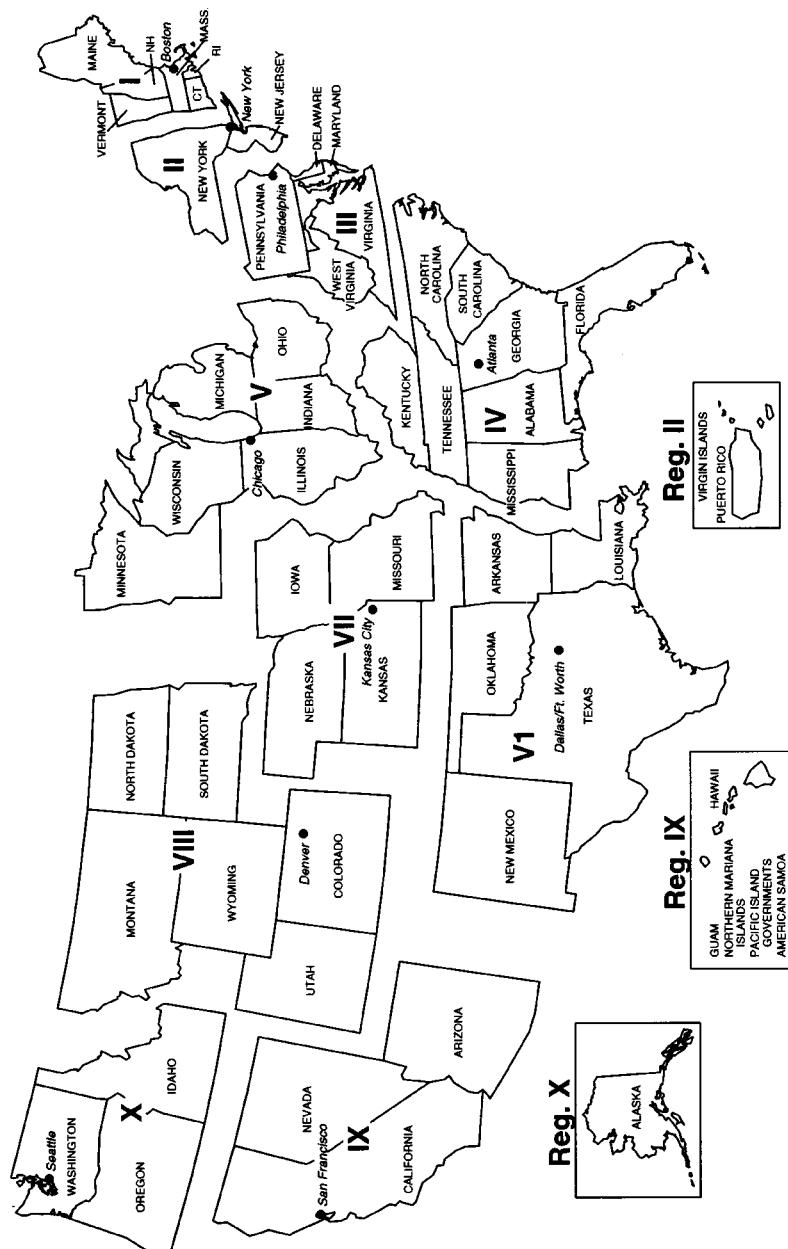 WASHINGTON
Seattle
OREGON
IDAHO
X
NEVADA
CALIFORNIA
San Francisco
IX
ARIZONA
MONTANA
NORTH DAKOTA
SOUTH DAKOTA
VIII
WYOMING
UTAH
COLORADO
Denver
NEBRASKA
IOWA
VII
Kansas City
KANSAS
MISSOURI
NEW MEXICO
OKLAHOMA
ARKANSAS
V1
Dallas/Ft. Worth
TEXAS
LOUISIANA
MINNESOTA
WISCONSIN
MICHIGAN
Chicago
V
ILLINOIS
INDIANA
OHIO
KENTUCKY
TENNESSEE
NORTH
CAROLINA
SOUTH
CAROLINA
Atlanta
GEORGIA
IV
ALABAMA
MISSISSIPPI
FLORIDA
PENNSYLVANIA
Philadelphia
DELAWARE
MARYLAND
WEST
VIRGINIA
III
VIRGINIA
II
NEW YORK
New York
NEW JERSEY
MAINE
VERMONT
I
NH
Boston
MASS.
CT
RI
Reg. X
ALASKA
Reg. IX
GUAM
NORTHERN MARIANA
ISLANDS
PACIFIC ISLAND
GOVERNMENTS
AMERICAN SAMOA
HAWAII
Reg. II
VIRGIN ISLANDS
PUERTO RICO